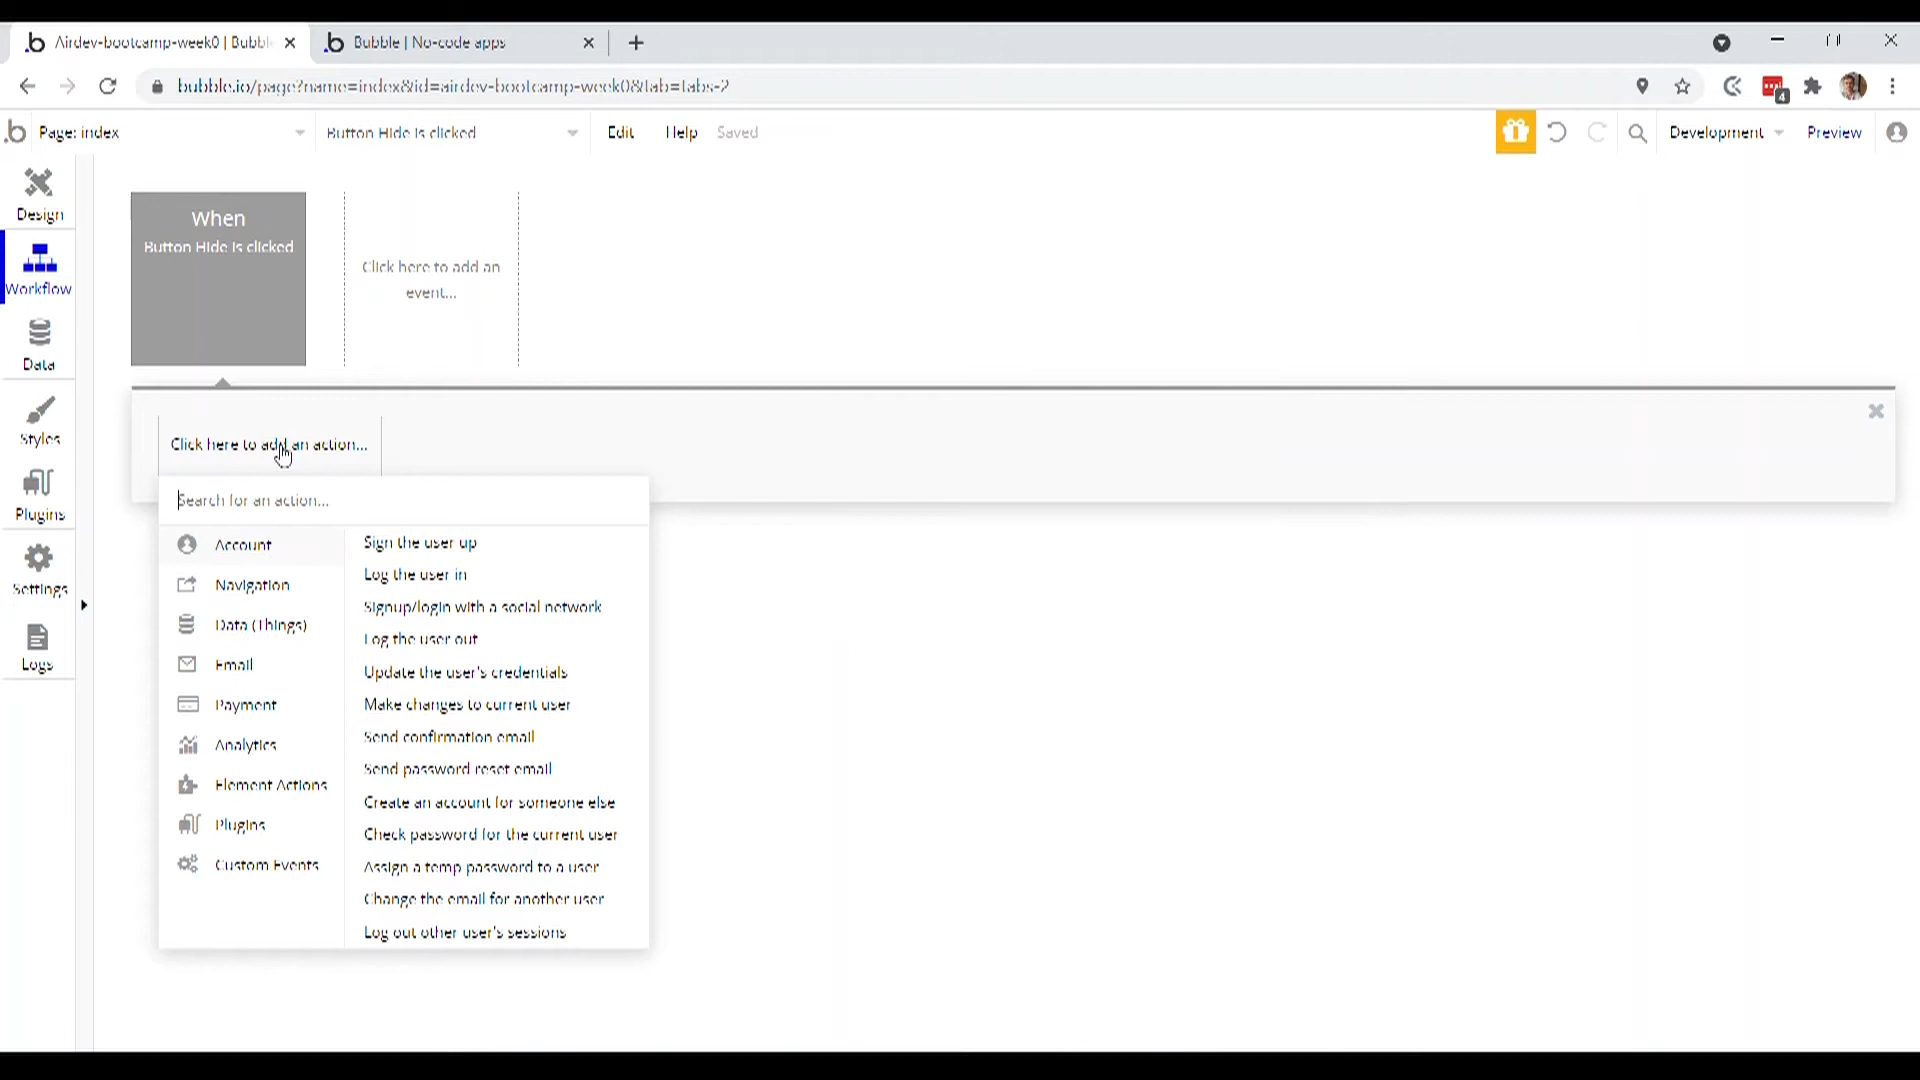 Airdev-bootcamp-week0 | Bubbl
Bubble | No-code apps
bubble.io/page?name=index&id=airdev-bootcamp-week0&tab=tabs-2
4
Page: index
Button Hide is clicked
Edit
Help
Saved
Development
Preview
Design
Workflow
Data
Styles
Plugins
Settings
Logs
When
Button Hide is clicked
Click here to add an
event...
Click here to add an action...
Search for an action...
Account
Navigation
Data (Things)
Email
Payment
Analytics
Element Actions
Plugins
Custom Events
Sign the user up
Log the user in
Signup/login with a social network
Log the user out
Update the user's credentials
Make changes to current user
Send confirmation email
Send password reset email
Create an account for someone else
Check password for the current user
Assign a temp password to a user
Change the email for another user
Log out other user's sessions